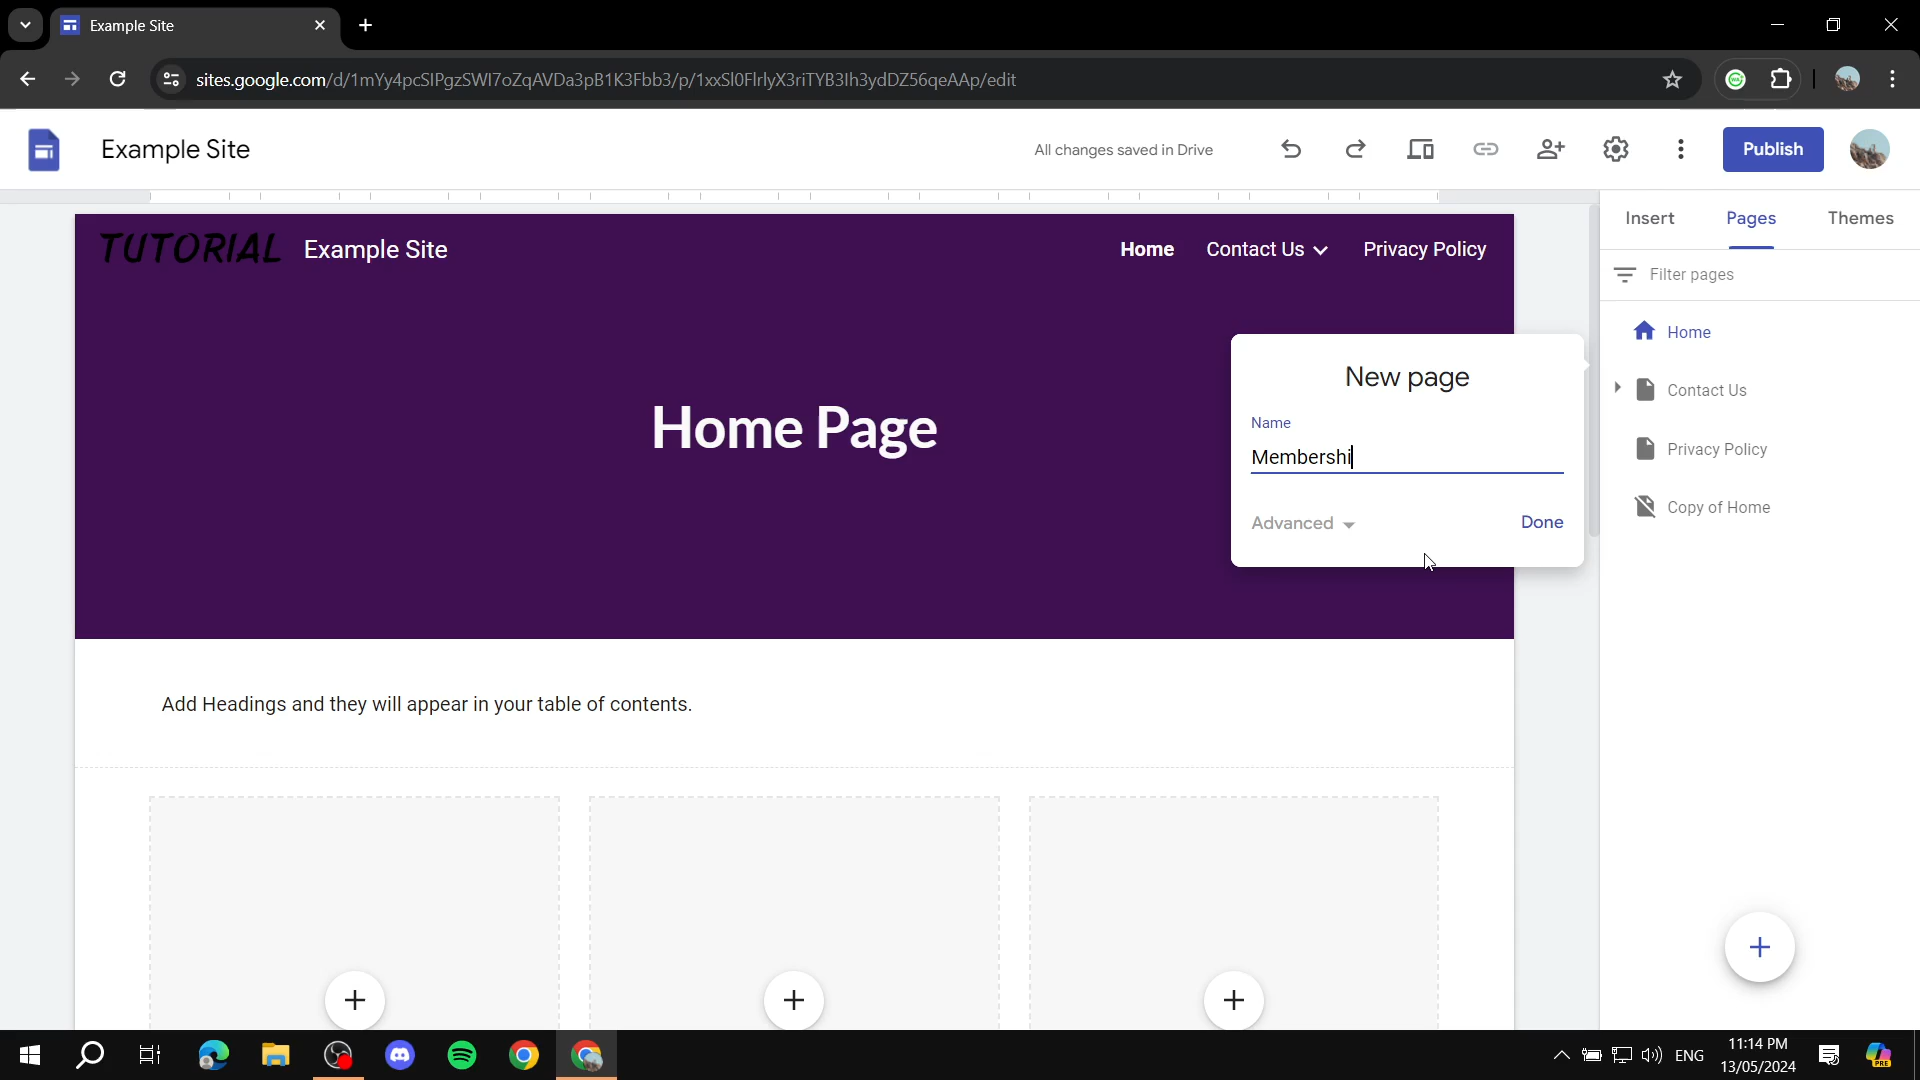 Example Site
sites.google.com/d/1mYy4pcSIPgzSWI7oZqAVDa3pB1K3Fbb3/p/1xxSl0FlrlyX3riTYB3Ih3ydDZ56qeAAp/edit
Example Site
All changes saved in Drive
Publish
Insert
Pages
Themes
TUTORIAL
Example Site
Home
Contact Us
Privacy Policy
Filter pages
Home
Contact Us
Privacy Policy
Copy of Home
New page
Name
Membershi
Advanced
Done
Home Page
Add Headings and they will appear in your table of contents.
ENG
11:14 PM
13/05/2024
PRE